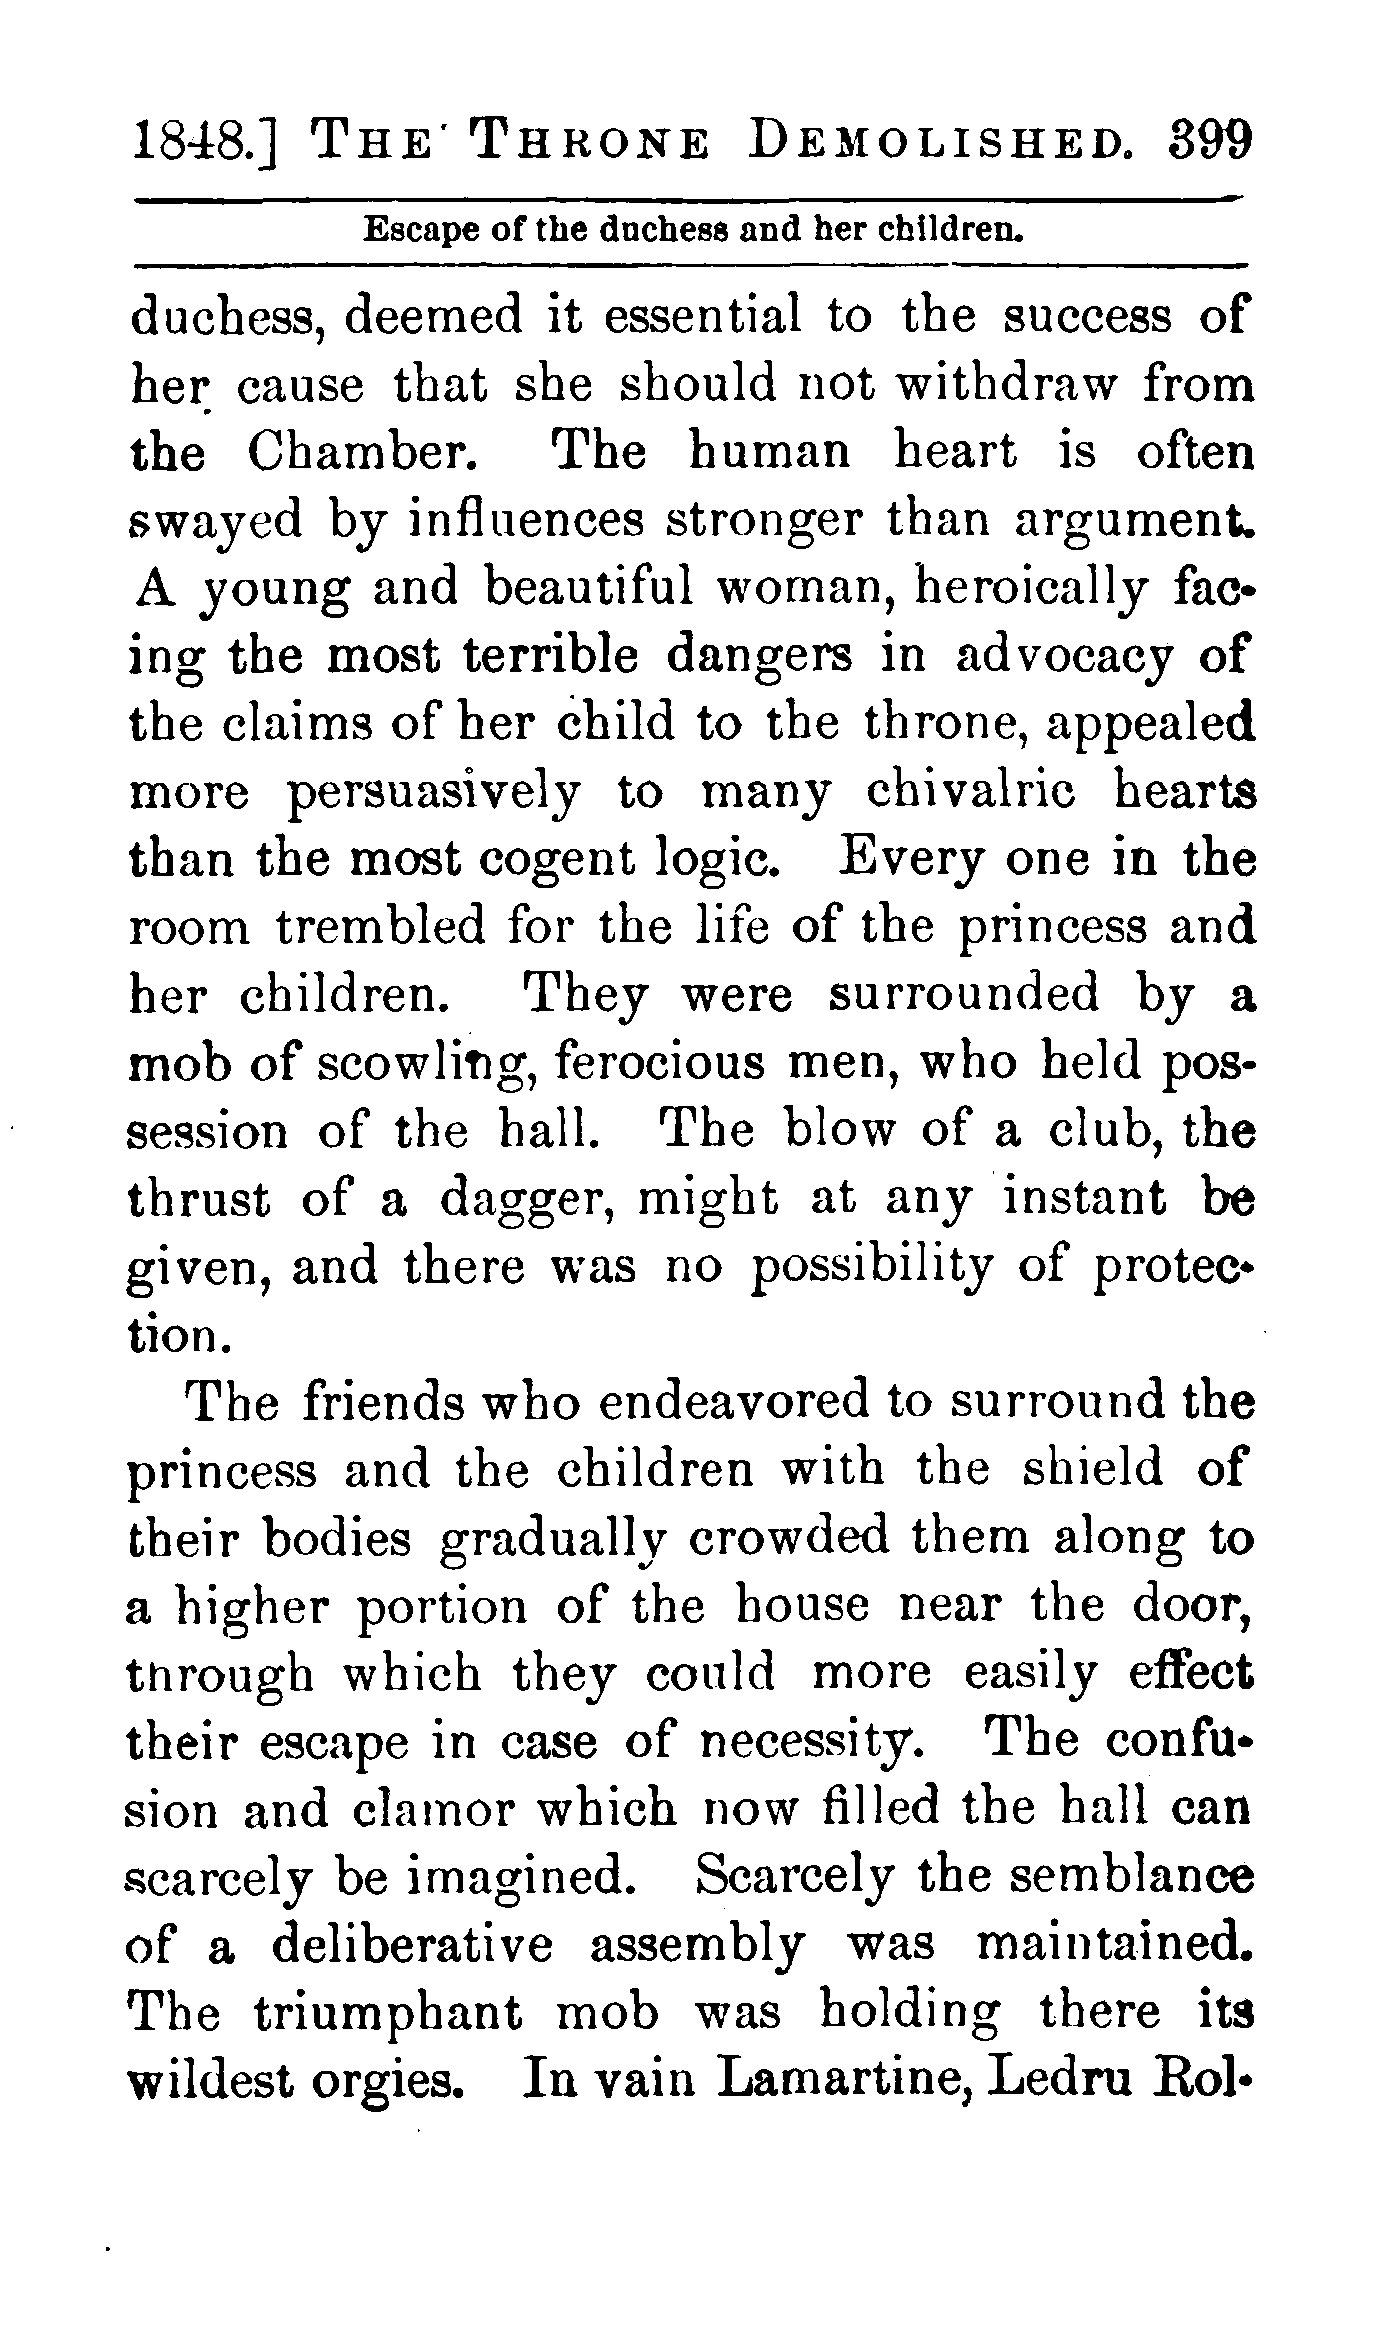 1848.] THE THRONE DEMOLISHED. 399
Escape of the duchess and her children.
duchess, deemed it essential to the success of
her cause that she should not withdraw from
the Chamber. The human heart is often
swayed by influences stronger than argument.
A young and beautiful woman, heroically fac-
ing the most terrible dangers in advocacy of
the claims of her child to the throne, appealed
more persuasively to many chivalric hearts
than the most cogent logic. Every one in the
room trembled for the life of the princess and
her children. They were surrounded by a
mob of scowling, ferocious men, who held pos-
session of the hall. The blow of a club, the
thrust of a dagger, might at any instant be
given, and there was no possibility of protec-
tion.
The friends who endeavored to surround the
princess and the children with the shield of
their bodies gradually crowded them along to
a higher portion of the house near the door,
through which they could more easily effect
their escape in case of necessity. The confu-
sion and clamor which now filled the hall can
scarcely be imagined. Scarcely the semblance
of a deliberative assembly was maintained.
The triumphant mob was holding there its
wildest orgies. In vain Lamartine, Ledru Rol-